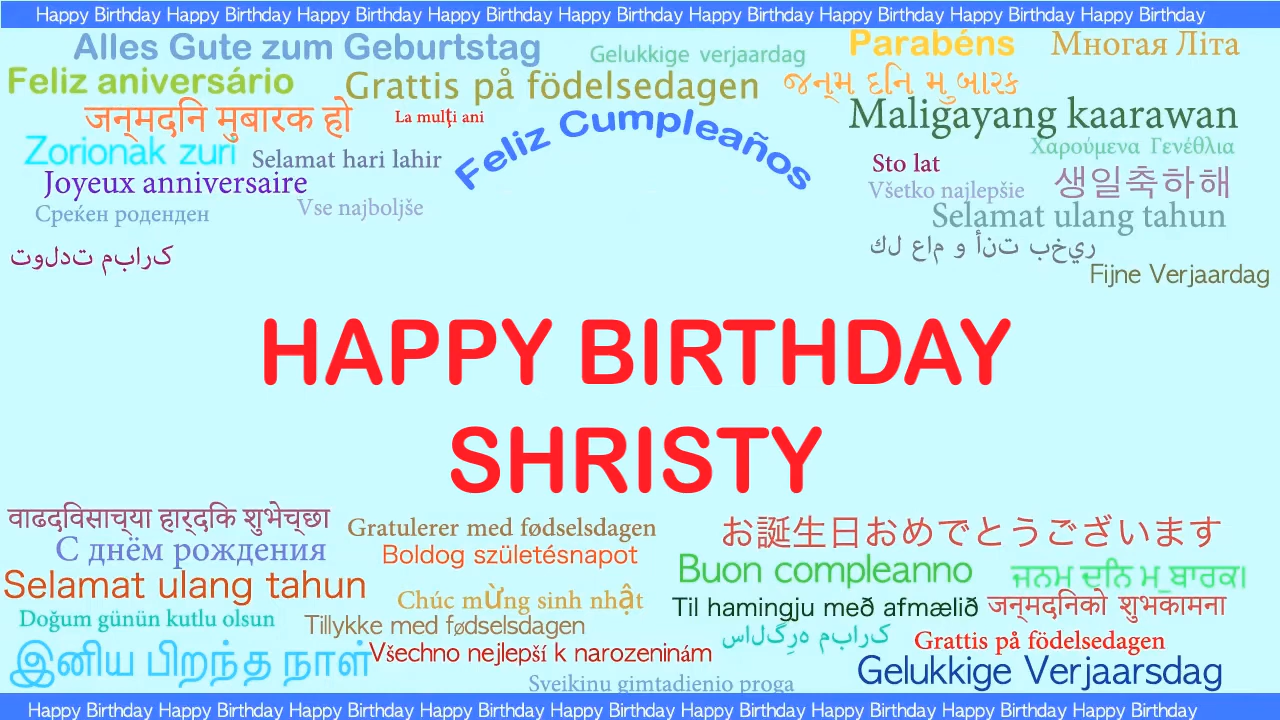 Happy Birthday Happy Birthday Happy Birthday Happy Birthday Happy Birthday Happy Birthday Happy Birthday Happy Birthday Happy Birthday
Alles Gute zum Geburtstag
Gelukkige verjaardag
Parabéns
Многая Літа
Feliz aniversário
Grattis på födelsedagen
જન્મ દિન મુબારક
जन्मदिन मुबारक हो
La mulţi ani
Feliz Cumpleaños
Maligayang kaarawan
Zorionak zuri
Selamat hari lahir
Χαρούμενα Γενέθλια
Sto lat
Joyeux anniversaire
Všetko najlepšie
생일축하해
Среќен роденден
Vse najboljše
Selamat ulang tahun
كل عام و أنت بخير
تولدت مبارک
Fijne Verjaardag
HAPPY BIRTHDAY
SHRISTY
वाढदिवसाच्या हार्दिक शुभेच्छा
Gratulerer med fødselsdagen
お誕生日おめでとうございます
С днём рождения
Boldog születésnapot
Buon compleanno
ਜਨਮ ਦਿਨ ਮੁਬਾਰਕ।
Selamat ulang tahun
Chúc mừng sinh nhật
Til hamingju með afmælið
जन्मदिनको शुभकामना
Doğum günün kutlu olsun
Tillykke med fødselsdagen
سالگرہ مبارک
Grattis på födelsedagen
இனிய பிறந்த நாள்
Všechno nejlepší k narozeninám
Gelukkige Verjaarsdag
Sveikinu gimtadienio proga
Happy Birthday Happy Birthday Happy Birthday Happy Birthday Happy Birthday Happy Birthday Happy Birthday Happy Birthday Happy Birthday